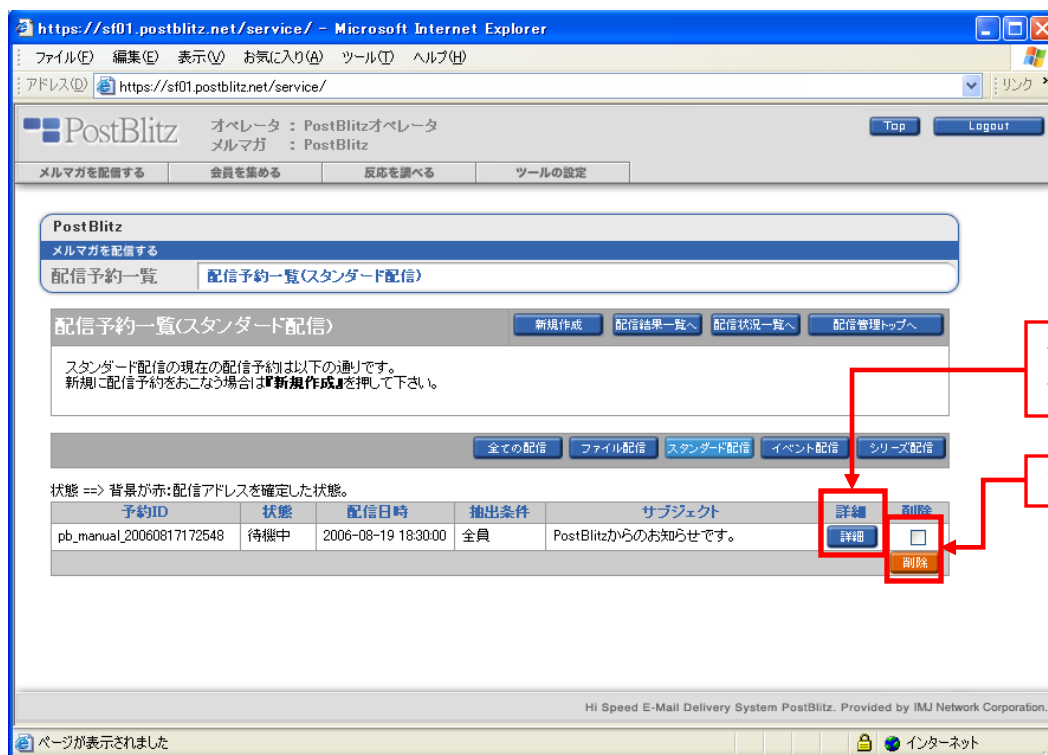 https://sf01.postblitz.net/service/ - Microsoft Internet Explorer
ファイル(F) 編集(E) 表示(V) お気に入り(A) ツール(T) ヘルプ(H)
アドレス(D) https://sf01.postblitz.net/service/ リンク
PostBlitz
オペレータ : PostBlitzオペレータ
メルマガ : PostBlitz
Top Logout
メルマガを配信する 会員を集める 反応を調べる ツールの設定
PostBlitz
メルマガを配信する
配信予約一覧 配信予約一覧(スタンダード配信)
配信予約一覧(スタンダード配信) 新規作成 配信結果一覧へ 配信状況一覧へ 配信管理トップへ
スタンダード配信の現在の配信予約は以下の通りです。
新規に配信予約をおこなう場合は『新規作成』を押して下さい。
全ての配信 ファイル配信 スタンダード配信 イベント配信 シリーズ配信
状態 ==> 背景が赤:配信アドレスを確定した状態。
予約ID 状態 配信日時 抽出条件 サブジェクト 詳細 削除
pb_manual_20060817172548 待機中 2006-08-19 18:30:00 全員 PostBlitzからのお知らせです。 詳細
削除
Hi Speed E-Mail Delivery System PostBlitz. Provided by IMJ Network Corporation.
ページが表示されました インターネット